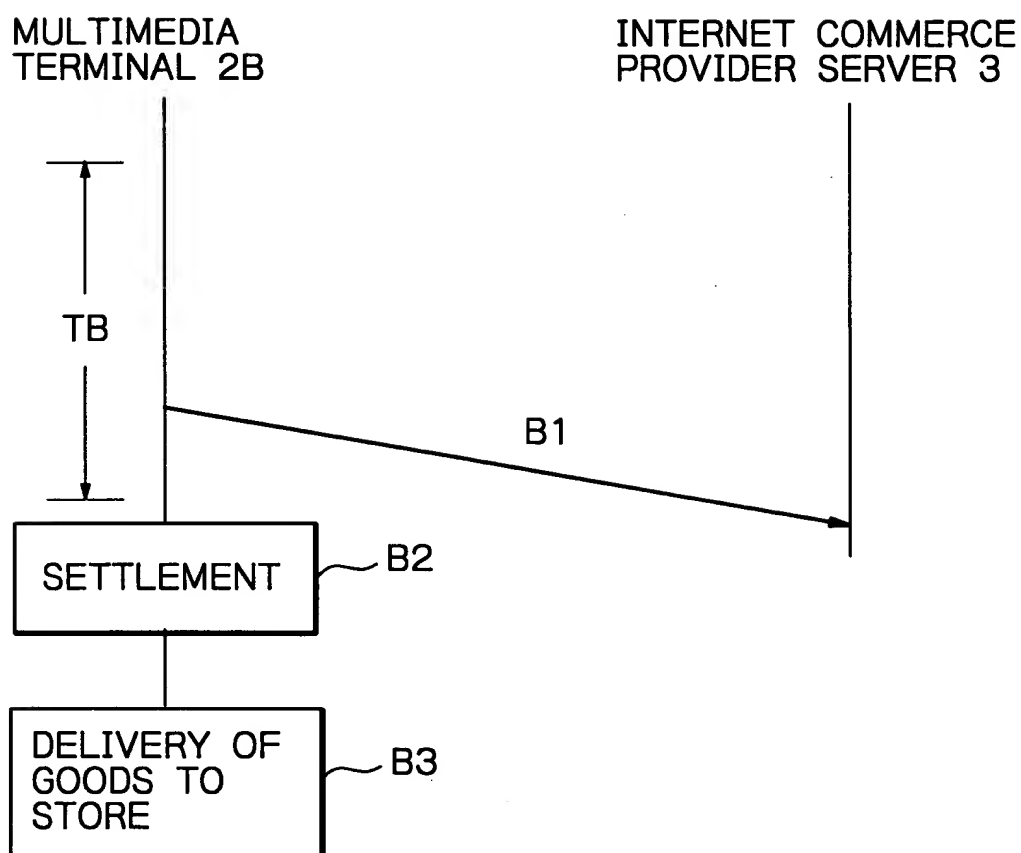 MULTIMEDIA
TERMINAL 2B
INTERNET COMMERCE
PROVIDER SERVER 3
TB
B1
SETTLEMENT
B2
DELIVERY OF
GOODS TO
STORE
B3